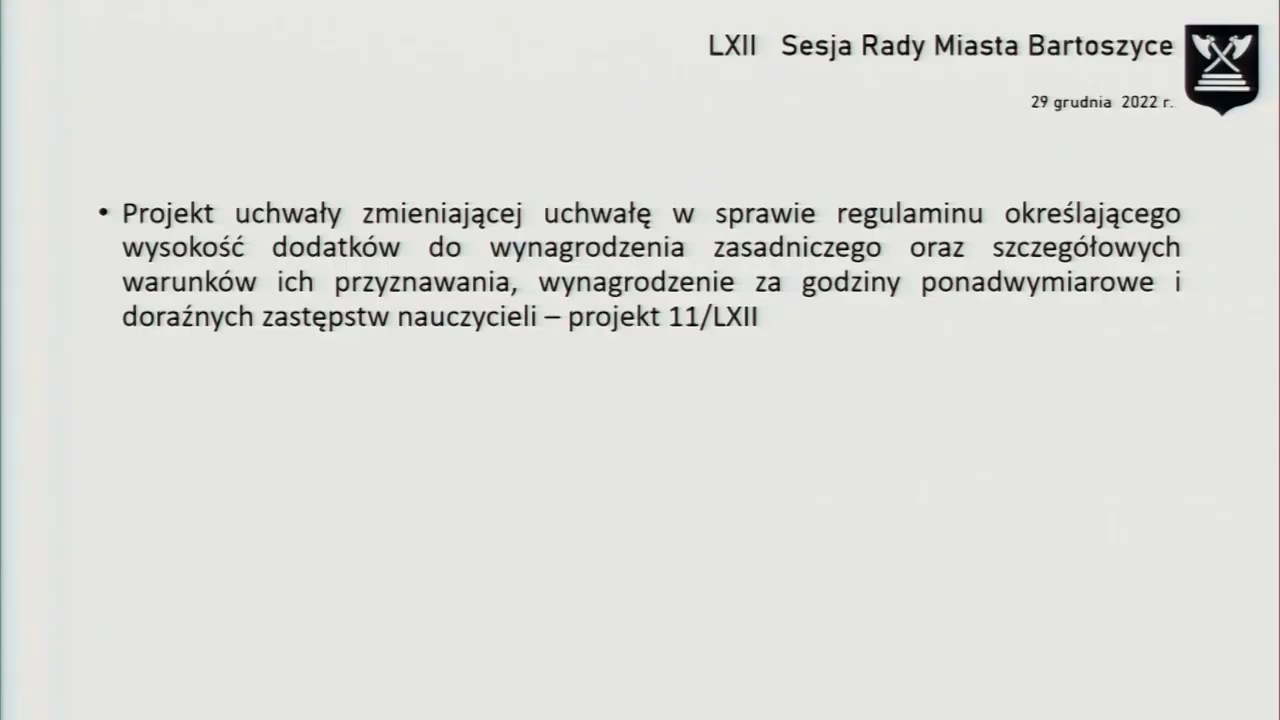 LXII Sesja Rady Miasta Bartoszyce
29 grudnia 2022 r.
• Projekt uchwały zmieniającej uchwałę w sprawie regulaminu określającego
wysokość dodatków do wynagrodzenia zasadniczego oraz szczegółowych
warunków ich przyznawania, wynagrodzenie za godziny ponadwymiarowe i
doraźnych zastępstw nauczycieli – projekt 11/LXII